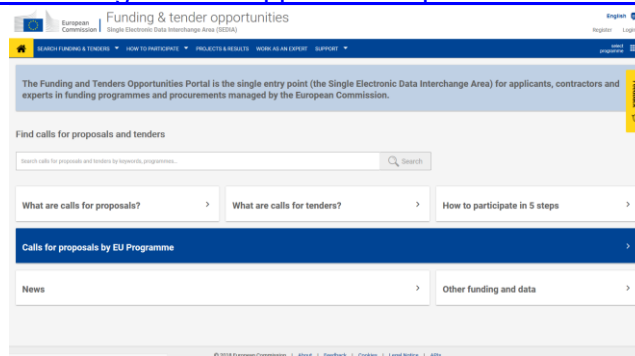 European
Commission
Funding & tender opportunities
Single Electronic Data Interchange Area (SEDIA)
English
Register Login
SEARCH FUNDING & TENDERS HOW TO PARTICIPATE PROJECTS & RESULTS WORK AS AN EXPERT SUPPORT
select
programme
The Funding and Tenders Opportunities Portal is the single entry point (the Single Electronic Data Interchange Area) for applicants, contractors and
experts in funding programmes and procurements managed by the European Commission.
Find calls for proposals and tenders
Search calls for proposals and tenders by keywords, programmes...
Search
What are calls for proposals?
What are calls for tenders?
How to participate in 5 steps
Calls for proposals by EU Programme
News
Other funding and data
© 2018 European Commission | About | Feedback | Cookies | Legal Notice | APIs